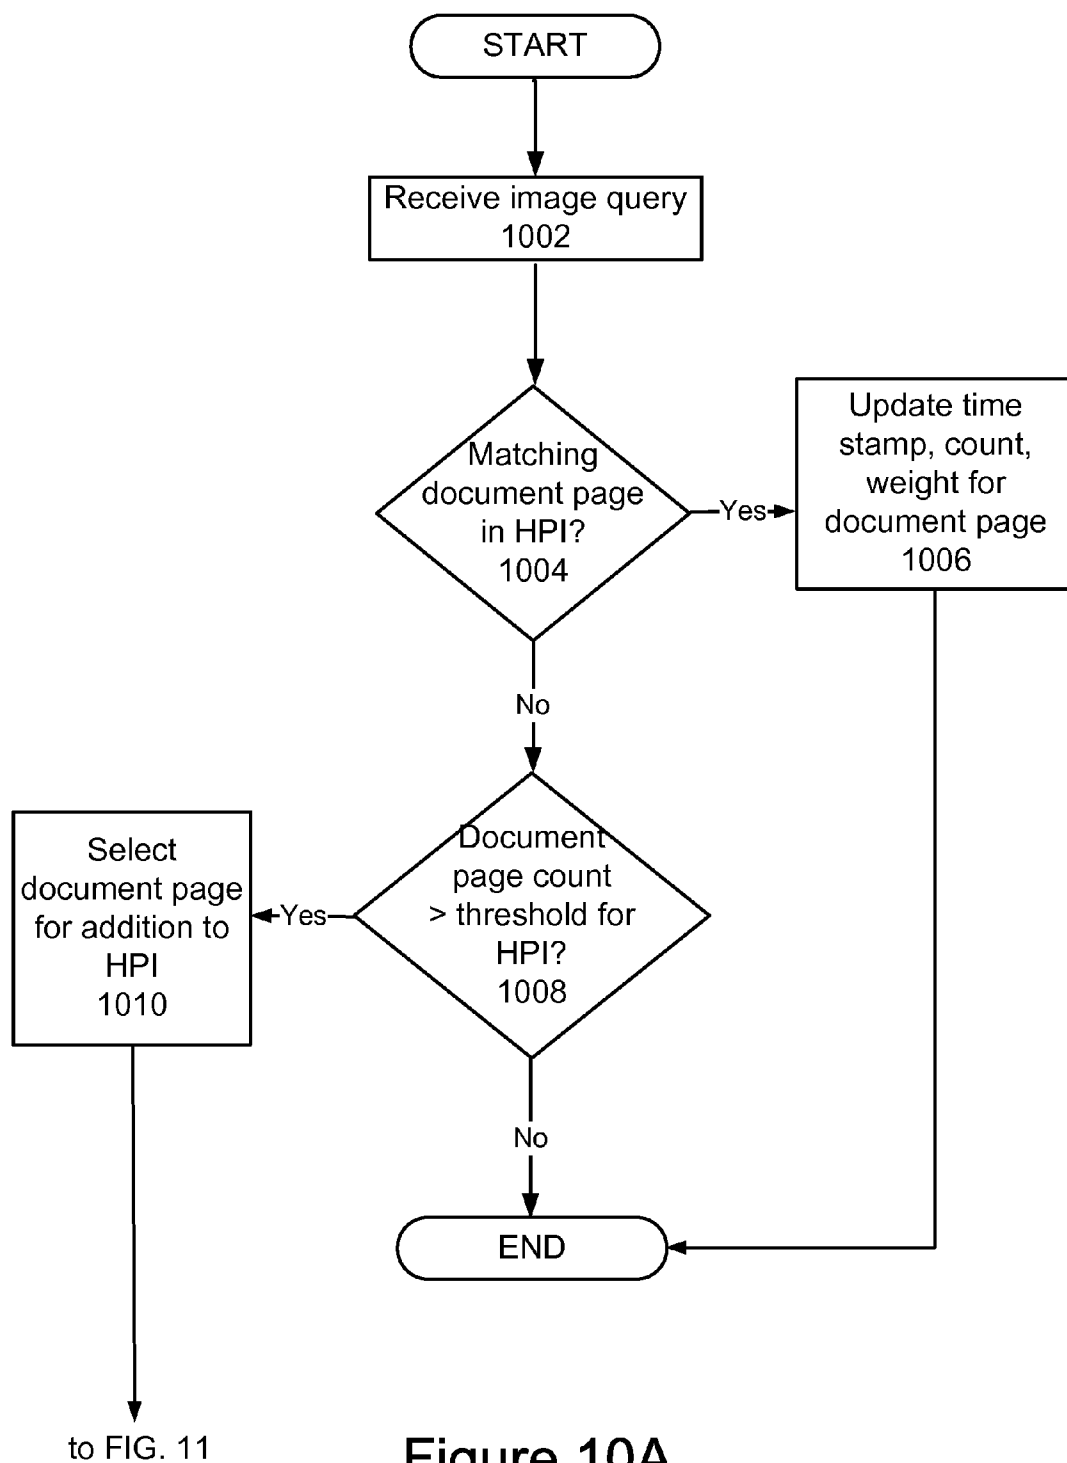 START
Receive image query
1002
Matching
document page
in HPI?
1004
Yes
Update time
stamp, count,
weight for
document page
1006
No
Document
page count
> threshold for
HPI?
1008
Yes
Select
document page
for addition to
HPI
1010
No
END
to FIG. 11
Figure 10A